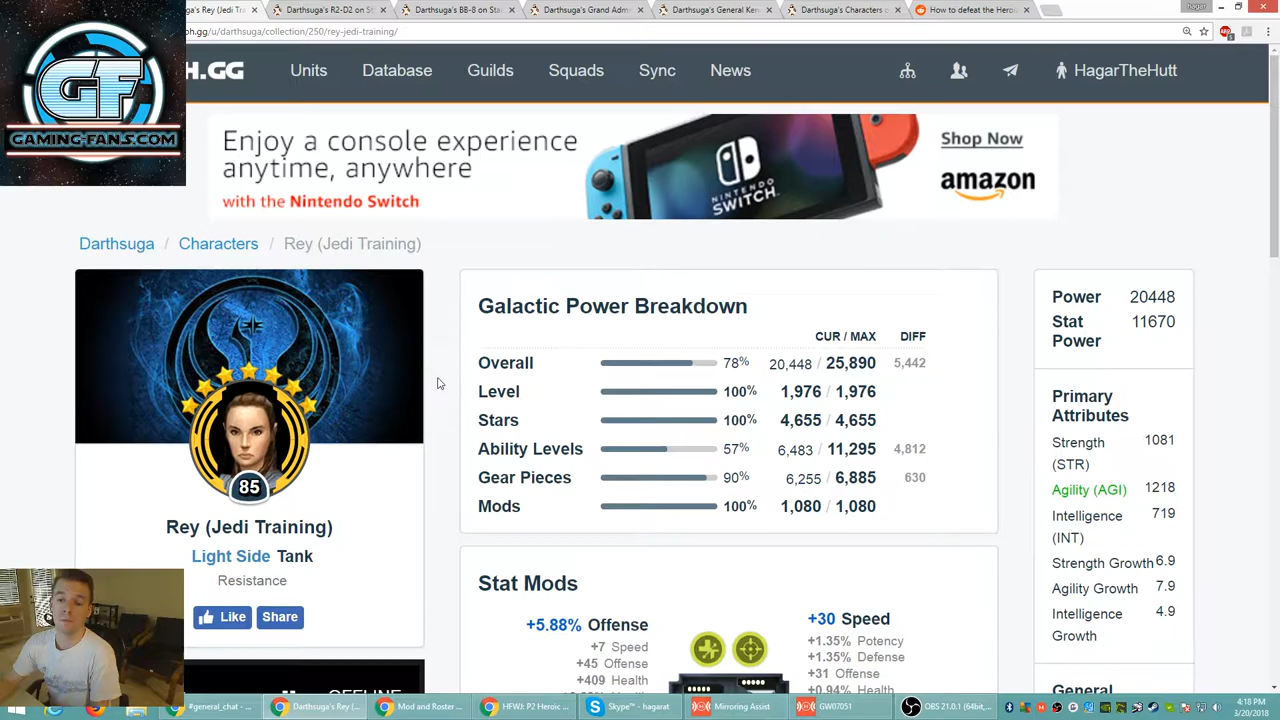 's Rey (Jedi Train
Darthsuga's R2-D2 on S
Darthsuga's BB-8 on Sta
Darthsuga's Grand Adm
Darthsuga's General Ken
Darthsuga's Characters o
How to defeat the Heroi
hagar
ph.gg/u/darthsuga/collection/250/rey-jedi-training/
GF
GAMING-FANS.COM
H.GG
Units
Database
Guilds
Squads
Sync
News
HagarTheHutt
Enjoy a console experience
anytime, anywhere
with the Nintendo Switch
NINTENDO
SWITCH
Shop Now
amazon
Darthsuga / Characters / Rey (Jedi Training)
85
Rey (Jedi Training)
Light Side Tank
Resistance
Like
Share
OFFLINE
Galactic Power Breakdown
CUR / MAX DIFF
Overall 78% 20,448 / 25,890 5,442
Level 100% 1,976 / 1,976
Stars 100% 4,655 / 4,655
Ability Levels 57% 6,483 / 11,295 4,812
Gear Pieces 90% 6,255 / 6,885 630
Mods 100% 1,080 / 1,080
Stat Mods
+5.88% Offense
+7 Speed
+45 Offense
+409 Health
+30 Speed
+1.35% Potency
+1.35% Defense
+31 Offense
+0.94% Health
Power 20448
Stat Power 11670
Primary
Attributes
Strength (STR) 1081
Agility (AGI) 1218
Intelligence (INT) 719
Strength Growth 6.9
Agility Growth 7.9
Intelligence Growth 4.9
General
#general_chat -
Darthsuga's Rey (...
Mod and Roster ...
HFWJ: P2 Heroic ...
Skype™ - hagarat
Mirroring Assist
GW07051
OBS 21.0.1 (64bit,...
4:18 PM
3/20/2018